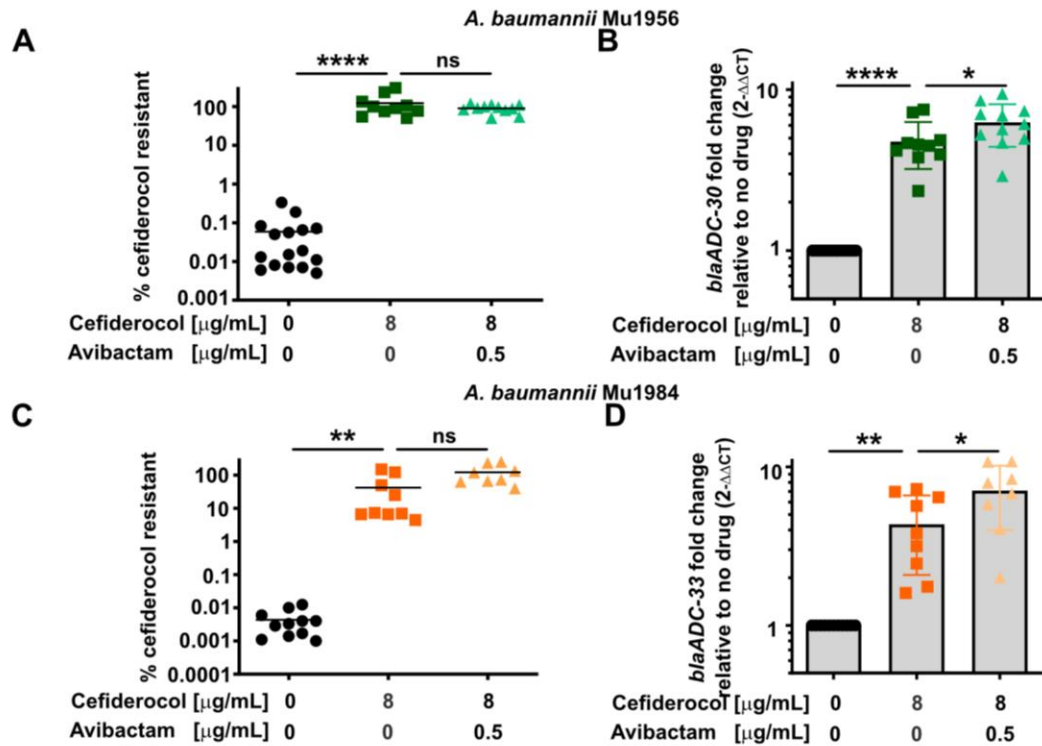 A. baumannii Mu1956
A
B
% cefiderocol resistant
100
10
1
0.1
0.01
0.001
**** ns
Cefiderocol [μg/mL] 0 8 8
Avibactam [μg/mL] 0 0 0.5
blaADC-30 fold change
relative to no drug (2-ΔΔCT)
10
1
**** *
Cefiderocol [μg/mL] 0 8 8
Avibactam [μg/mL] 0 0 0.5
A. baumannii Mu1984
C
D
% cefiderocol resistant
100
10
1
0.1
0.01
0.001
0.0001
** ns
Cefiderocol [μg/mL] 0 8 8
Avibactam [μg/mL] 0 0 0.5
blaADC-33 fold change
relative to no drug (2-ΔΔCT)
10
1
** *
Cefiderocol [μg/mL] 0 8 8
Avibactam [μg/mL] 0 0 0.5